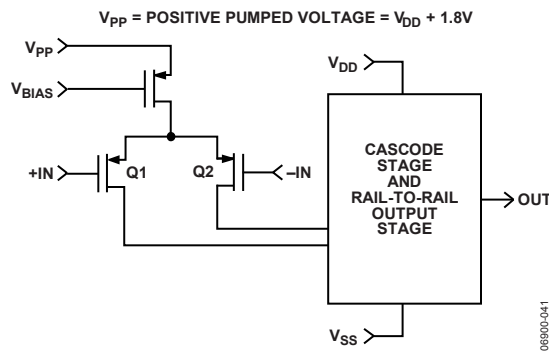 VPP = POSITIVE PUMPED VOLTAGE = VDD + 1.8V
VPP
VDD
VBIAS
+IN
Q1
Q2
–IN
CASCODE
STAGE
AND
RAIL-TO-RAIL
OUTPUT
STAGE
OUT
VSS
06900-041